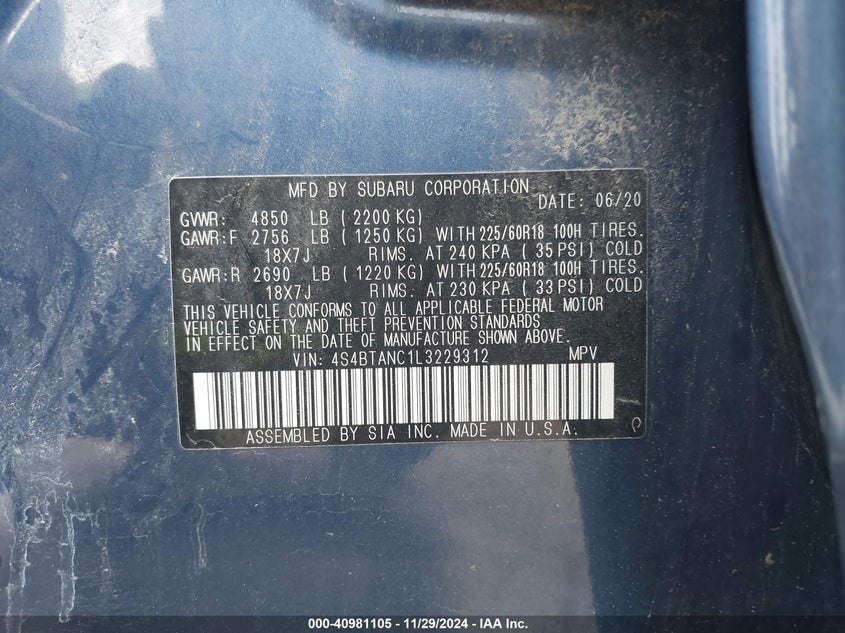 MFD BY SUBARU CORPORATION DATE: 06/20
GVWR: 4850 LB (2200 KG)
GAWR:F 2756 LB (1250 KG) WITH 225/60R18 100H TIRES.
18X7J RIMS. AT 240 KPA (35 PSI) COLD
GAWR:R 2690 LB (1220 KG) WITH 225/60R18 100H TIRES.
18X7J RIMS. AT 230 KPA (33 PSI) COLD
THIS VEHICLE CONFORMS TO ALL APPLICABLE FEDERAL MOTOR
VEHICLE SAFETY AND THEFT PREVENTION STANDARDS
IN EFFECT ON THE DATE OF MANUFACTURE SHOWN ABOVE.
VIN: 4S4BTANC1L3229312 MPV
ASSEMBLED BY SIA INC. MADE IN U.S.A.
000-40981105 - 11/29/2024 - IAA Inc.